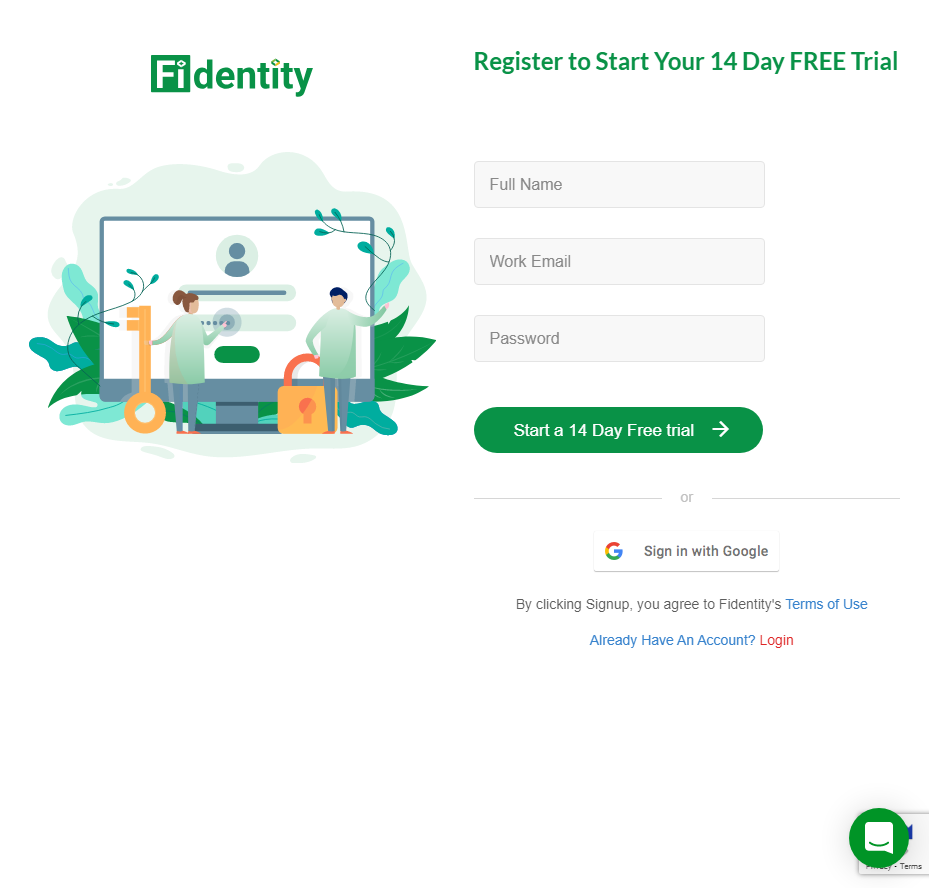 Fidentity
Register to Start Your 14 Day FREE Trial
Full Name
Work Email
Password
Start a 14 Day Free trial
or
Sign in with Google
By clicking Signup, you agree to Fidentity's Terms of Use
Already Have An Account? Login
Privacy - Terms